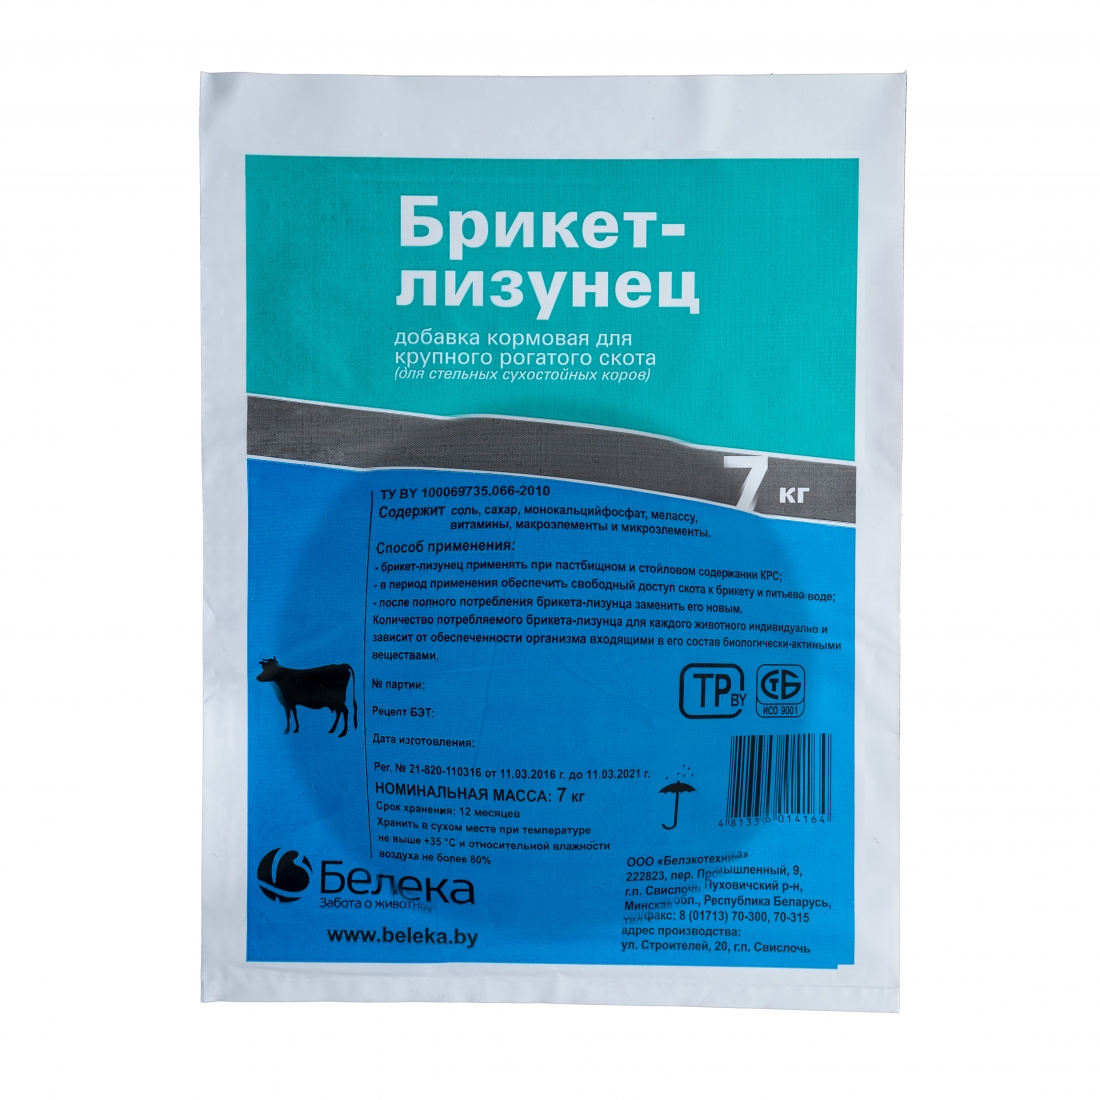 Брикет-
лизунец
добавка кормовая для
крупного рогатого скота
(для стельных сухостойных коров)
7 кг
ТУ BY 100069735.066-2010
Содержит соль, сахар, монокальцийфосфат, мелассу,
витамины, макроэлементы и микроэлементы.
Способ применения:
- брикет-лизунец применять при пастбищном и стойловом содержании КРС;
- в период применения обеспечить свободный доступ скота к брикету и питьевой воде;
- после полного потребления брикета-лизунца заменить его новым.
Количество потребляемого брикета-лизунца для каждого животного индивидуально и
зависит от обеспеченности организма входящими в его состав биологически-активными
веществами.
№ партии:
Рецепт БЭТ:
Дата изготовления:
ТР BY
СТБ
ИСО 9001
Рег. № 21-820-110316 от 11.03.2016 г. до 11.03.2021 г.
НОМИНАЛЬНАЯ МАССА: 7 кг
Срок хранения: 12 месяцев
Хранить в сухом месте при температуре
не выше +35 °С и относительной влажности
воздуха не более 80%
014164
Белека
Забота о животных
www.beleka.by
ООО «Белэкотехника»
222823, пер. Промышленный, 9,
г.п. Свислочь, Пуховичский р-н,
Минская обл., Республика Беларусь,
тел/факс: 8 (01713) 70-300, 70-315
адрес производства:
ул. Строителей, 20, г.п. Свислочь